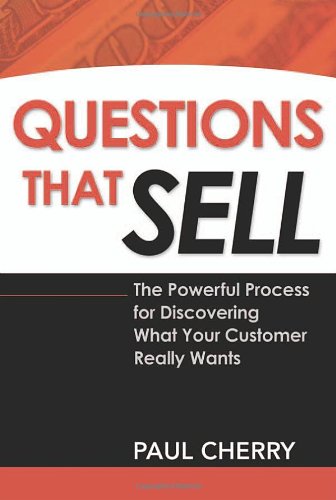 QUESTIONS
THAT SELL
The Powerful Process
for Discovering
What Your Customer
Really Wants
PAUL CHERRY